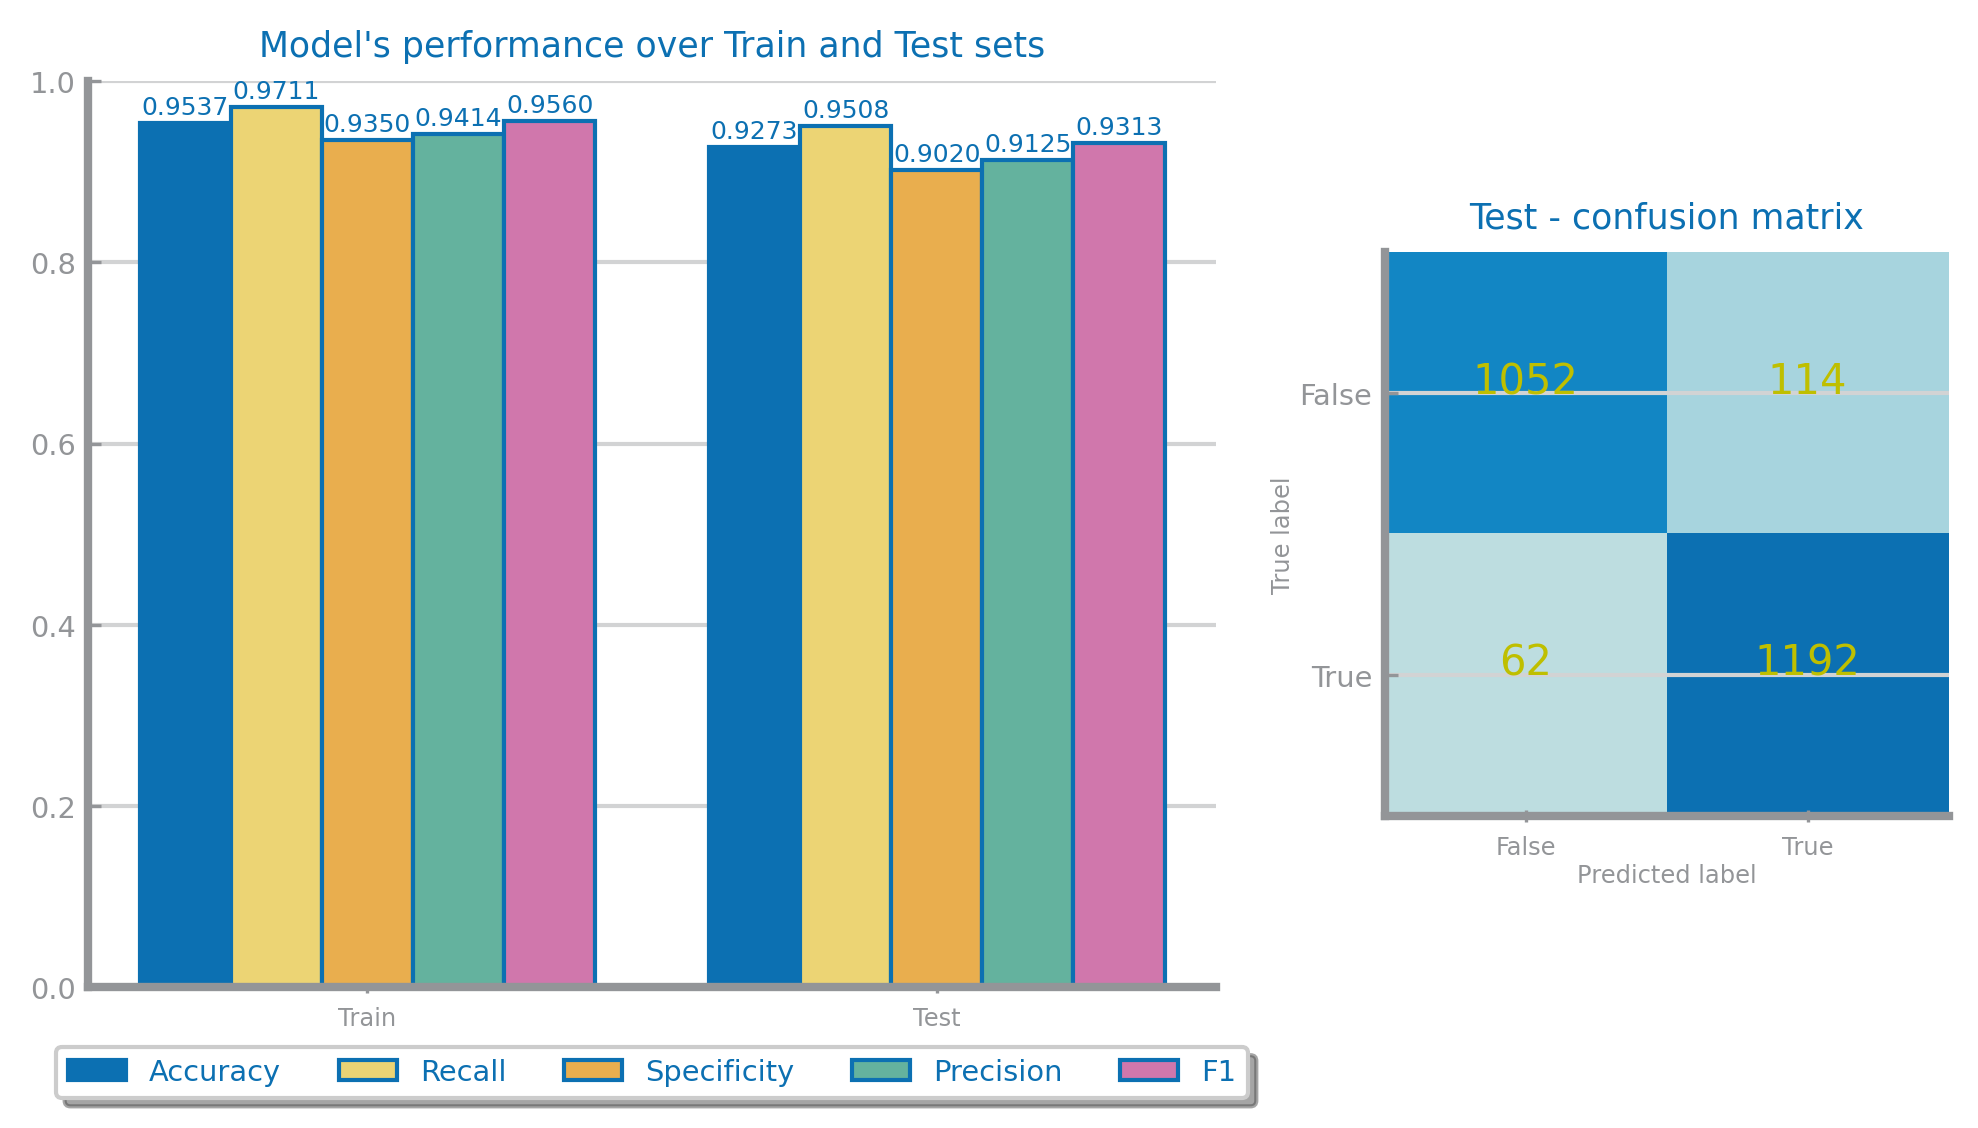 Model's performance over Train and Test sets
1.0
0.8
0.6
0.4
0.2
0.0
0.9537
0.9711
0.9350
0.9414
0.9560
0.9273
0.9508
0.9020
0.9125
0.9313
Train
Test
Accuracy Recall Specificity Precision F1
Test - confusion matrix
True label
False
1052 114
True
62 1192
False True
Predicted label